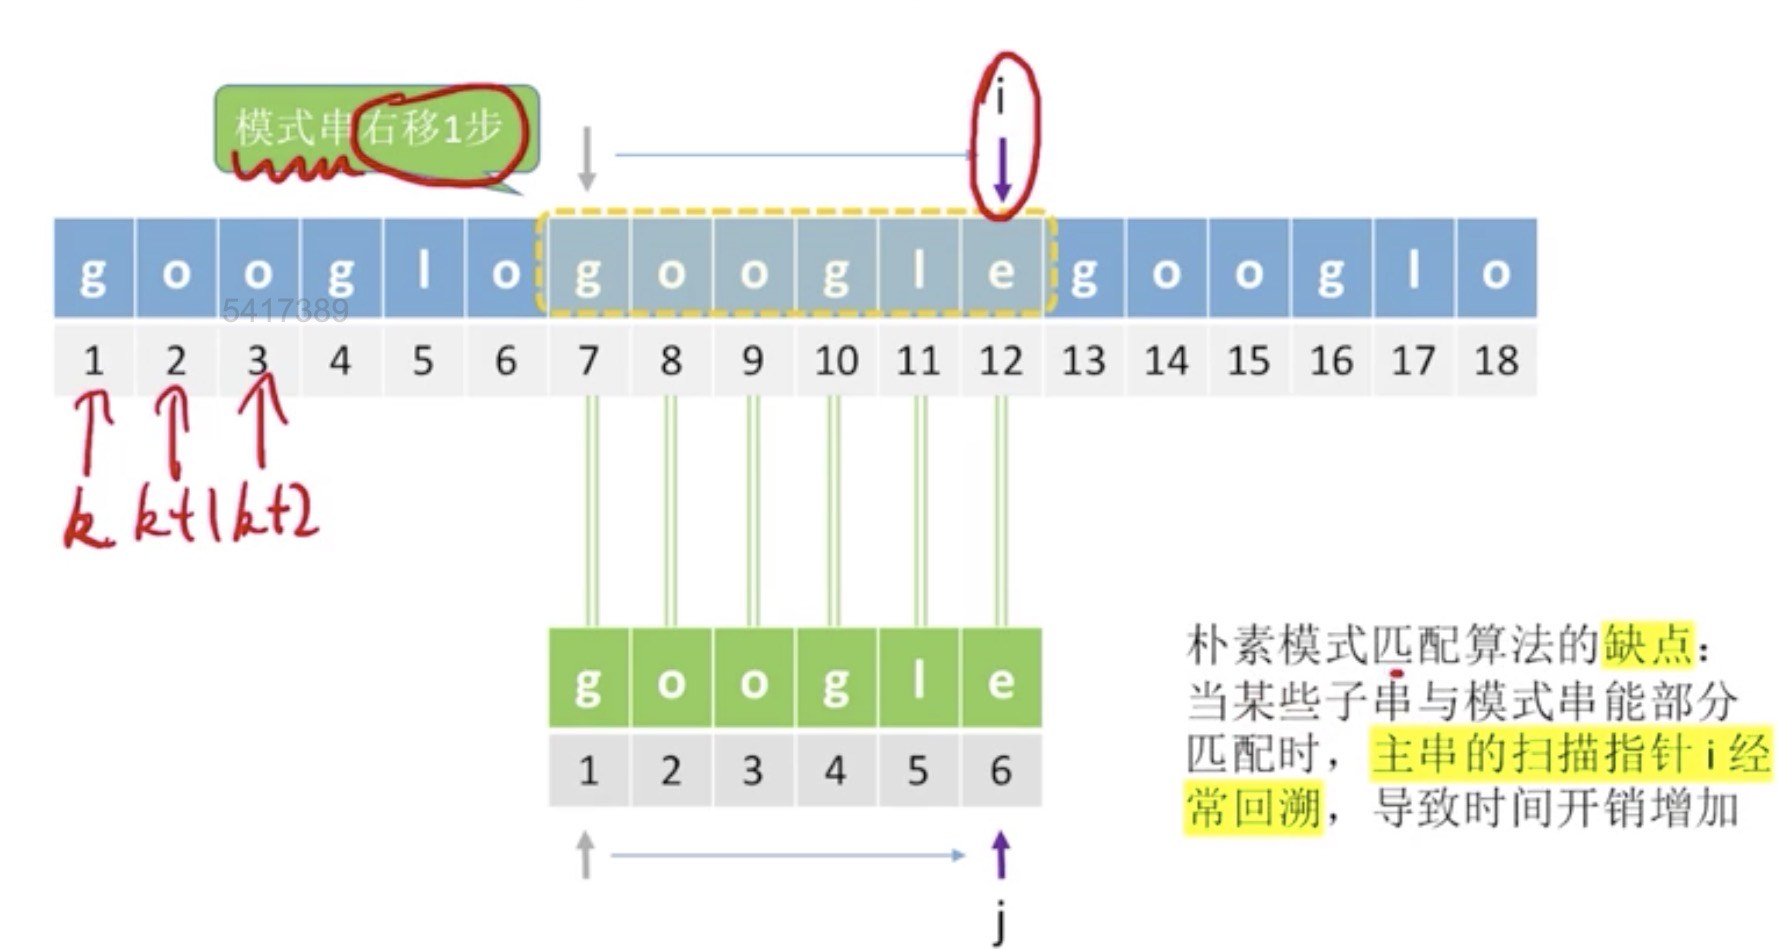 i
模式串右移1步
g o o g l o g o o g l e g o o g l o
5417389
1 2 3 4 5 6 7 8 9 10 11 12 13 14 15 16 17 18
k k+1 k+2
g o o g l e
1 2 3 4 5 6
j
朴素模式匹配算法的缺点：
当某些子串与模式串能部分
匹配时，主串的扫描指针i经
常回溯，导致时间开销增加